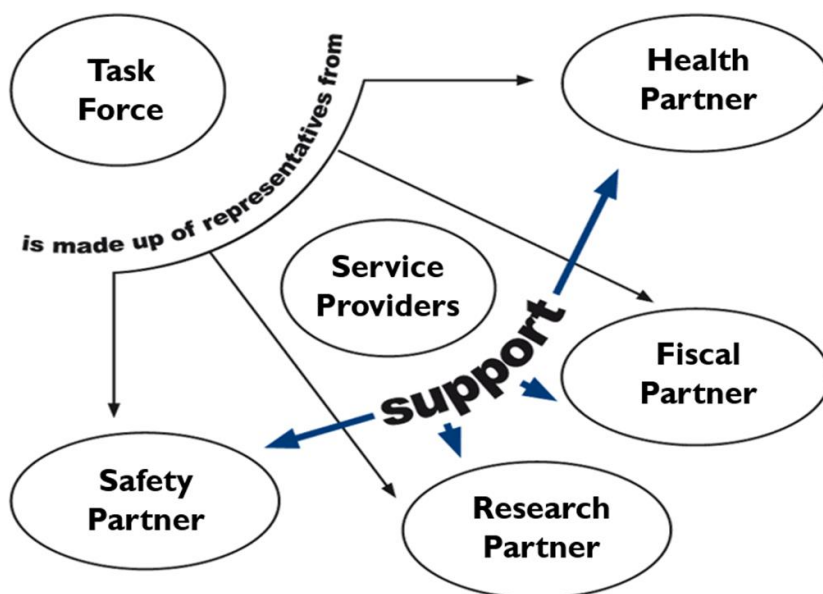 Task
Force
is made up of representatives from
Health
Partner
Service
Providers
support
Fiscal
Partner
Safety
Partner
Research
Partner